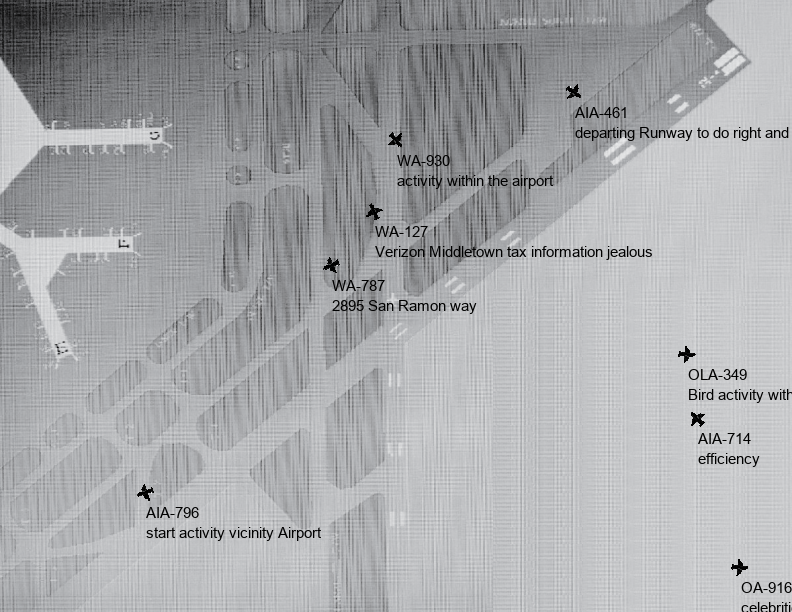 AIA-461
departing Runway to do right and
WA-930
activity within the airport
WA-127
Verizon Middletown tax information jealous
WA-787
2895 San Ramon way
OLA-349
Bird activity with
AIA-714
efficiency
AIA-796
start activity vicinity Airport
OA-916
celebriti